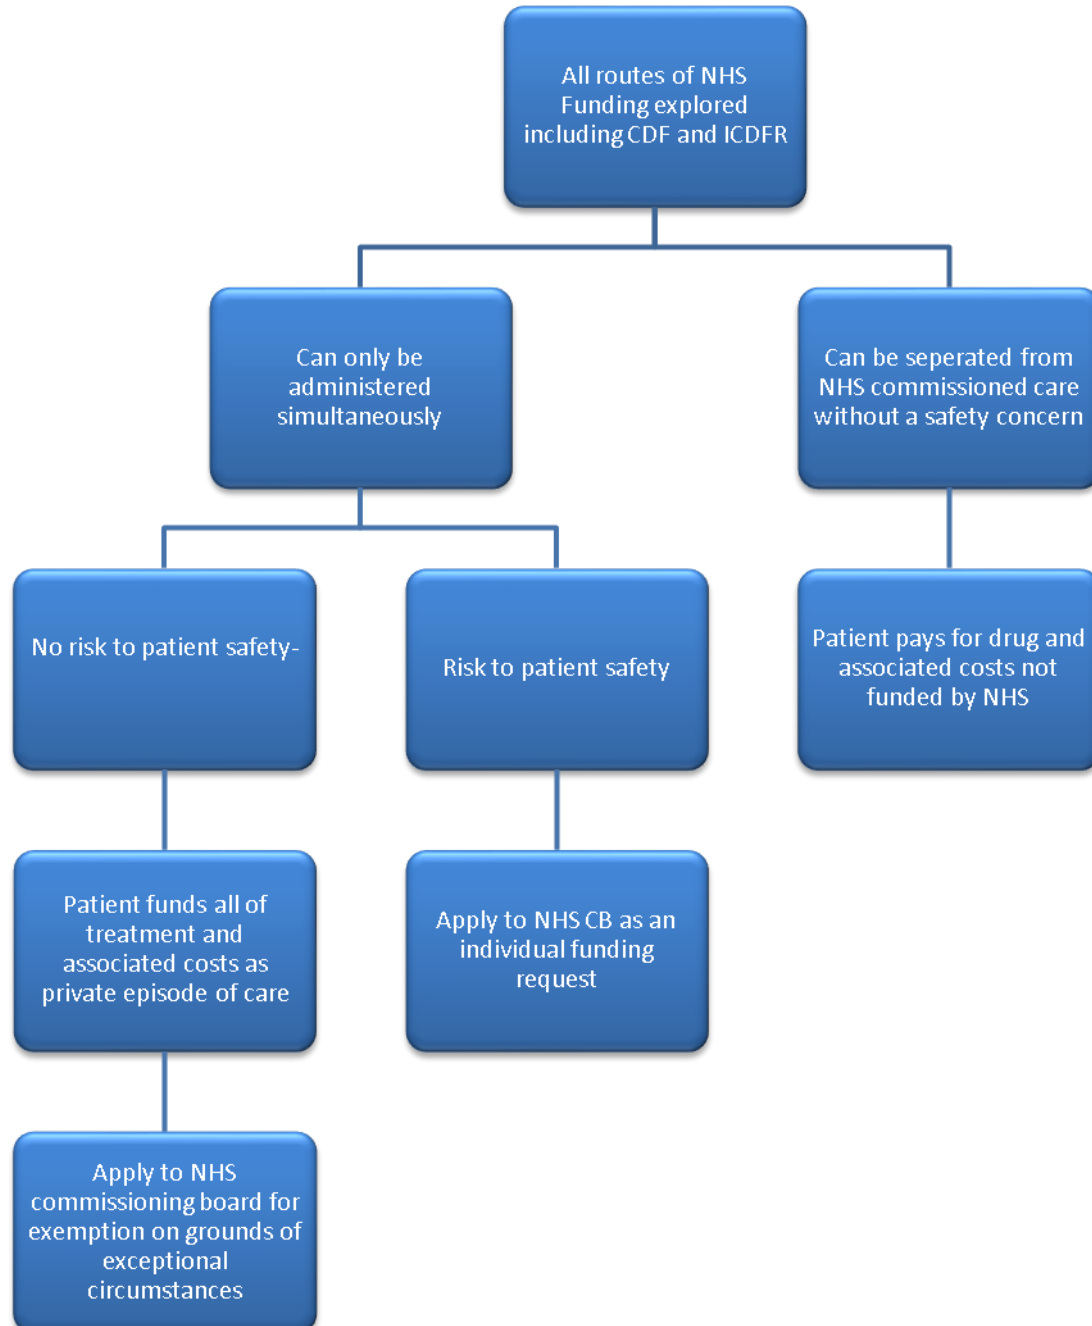 All routes of NHS
Funding explored
including CDF and ICDFR
Can only be
administered
simultaneously
Can be seperated from
NHS commissioned care
without a safety concern
No risk to patient safety-
Risk to patient safety
Patient pays for drug and
associated costs not
funded by NHS
Patient funds all of
treatment and
associated costs as
private episode of care
Apply to NHS CB as an
individual funding
request
Apply to NHS
commissioning board for
exemption on grounds of
exceptional
circumstances